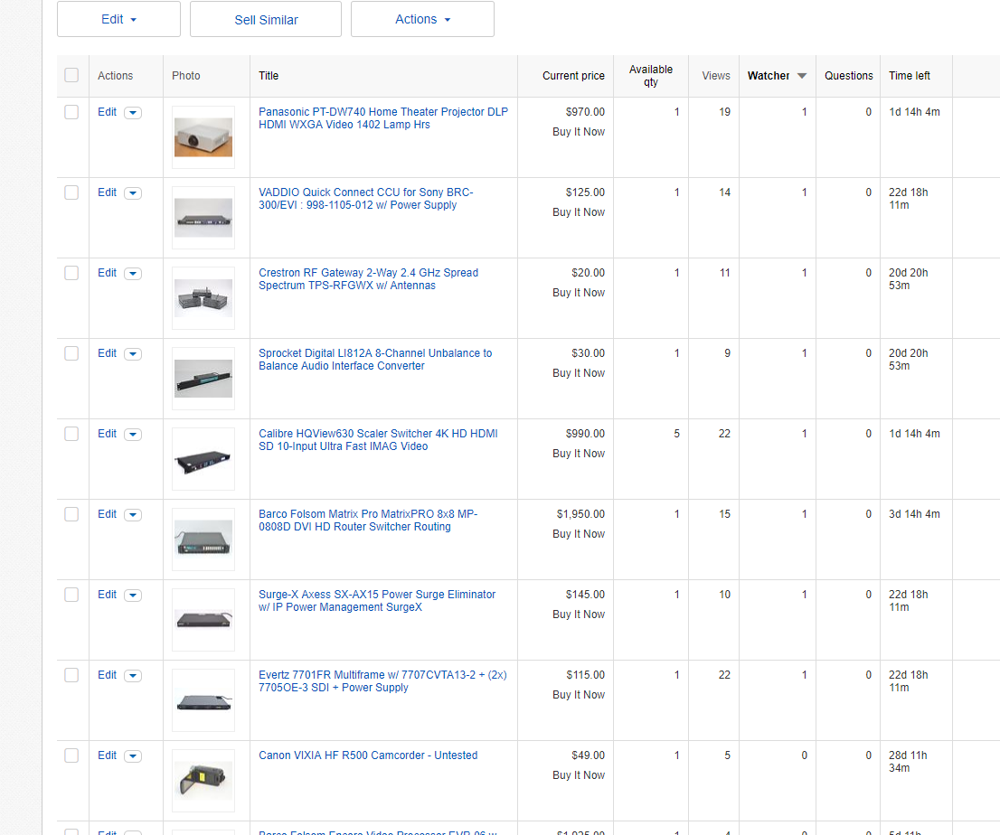 Edit
Sell Similar
Actions
Actions
Photo
Title
Current price
Available
qty
Views
Watcher
Questions
Time left
Edit
Panasonic PT-DW740 Home Theater Projector DLP
HDMI WXGA Video 1402 Lamp Hrs
$970.00
Buy It Now
1
19
1
0
1d 14h 4m
Edit
VADDIO Quick Connect CCU for Sony BRC-
300/EVI : 998-1105-012 w/ Power Supply
$125.00
Buy It Now
1
14
1
0
22d 18h
11m
Edit
Crestron RF Gateway 2-Way 2.4 GHz Spread
Spectrum TPS-RFGWX w/ Antennas
$20.00
Buy It Now
1
11
1
0
20d 20h
53m
Edit
Sprocket Digital LI812A 8-Channel Unbalance to
Balance Audio Interface Converter
$30.00
Buy It Now
1
9
1
0
20d 20h
53m
Edit
Calibre HQView630 Scaler Switcher 4K HD HDMI
SD 10-Input Ultra Fast IMAG Video
$990.00
Buy It Now
5
22
1
0
1d 14h 4m
Edit
Barco Folsom Matrix Pro MatrixPRO 8x8 MP-
0808D DVI HD Router Switcher Routing
$1,950.00
Buy It Now
1
15
1
0
3d 14h 4m
Edit
Surge-X Axess SX-AX15 Power Surge Eliminator
w/ IP Power Management SurgeX
$145.00
Buy It Now
1
10
1
0
22d 18h
11m
Edit
Evertz 7701FR Multiframe w/ 7707CVTA13-2 + (2x)
7705OE-3 SDI + Power Supply
$115.00
Buy It Now
1
22
1
0
22d 18h
11m
Edit
Canon VIXIA HF R500 Camcorder - Untested
$49.00
Buy It Now
1
5
0
0
28d 11h
34m
Edit
Barco Folsom Encore Video Processor
1
4
0
0
5d 11h